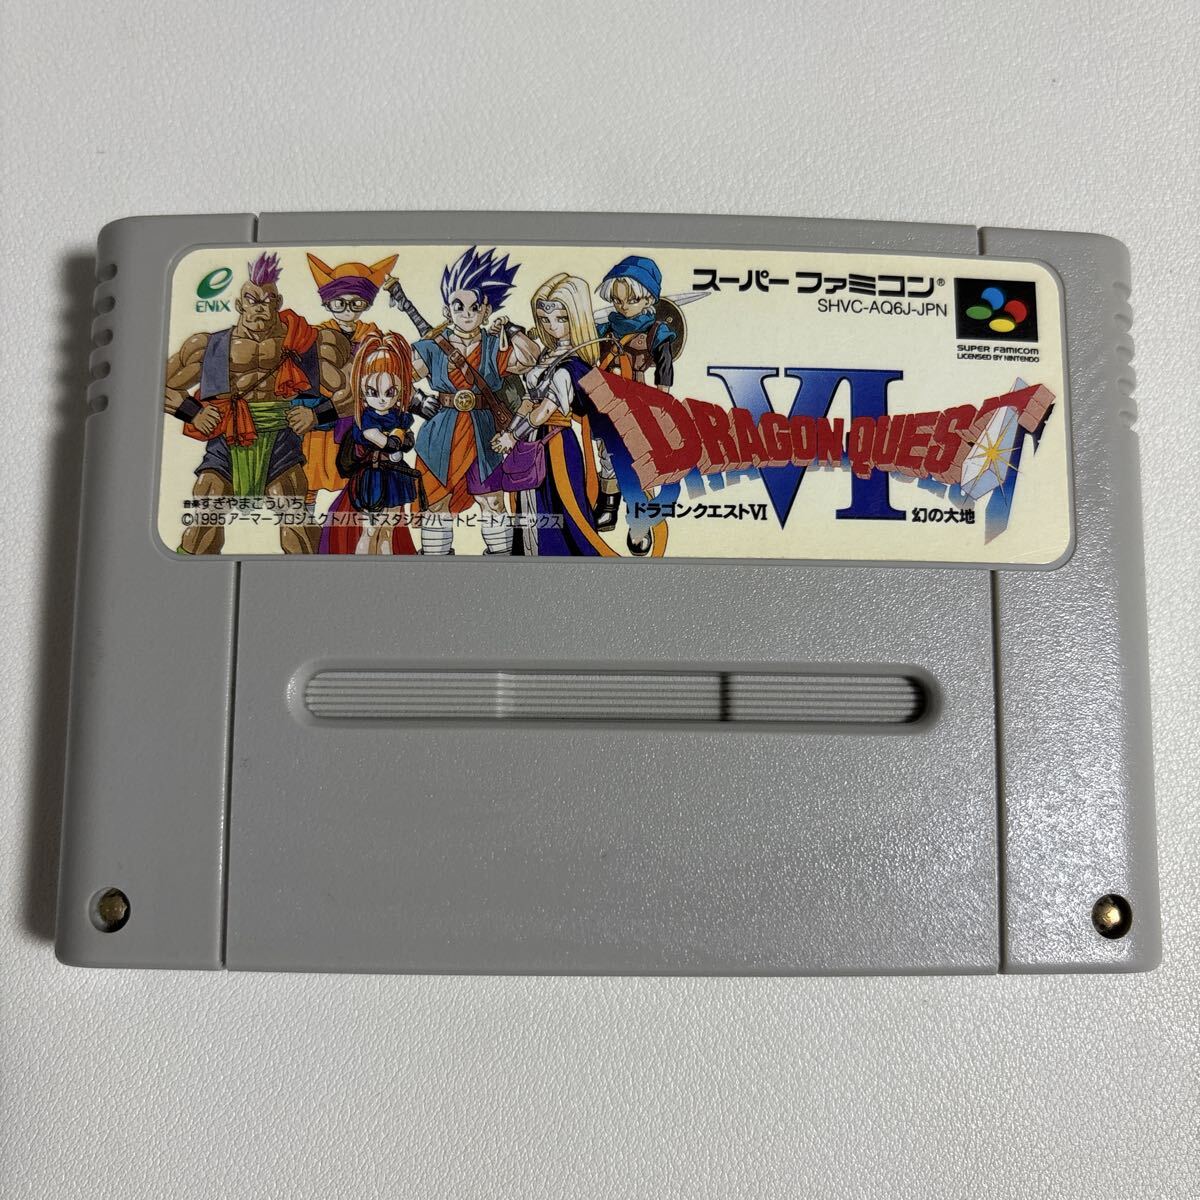 ENIX
スーパーファミコン®
SHVC-AQ6J-JPN
SUPER FAMICOM
LICENSED BY NINTENDO
VI
DRAGON QUEST
ドラゴンクエストVI 幻の大地
音楽 すぎやまこういち
©1995 アーマープロジェクト/バードスタジオ/ハートビート/エニックス